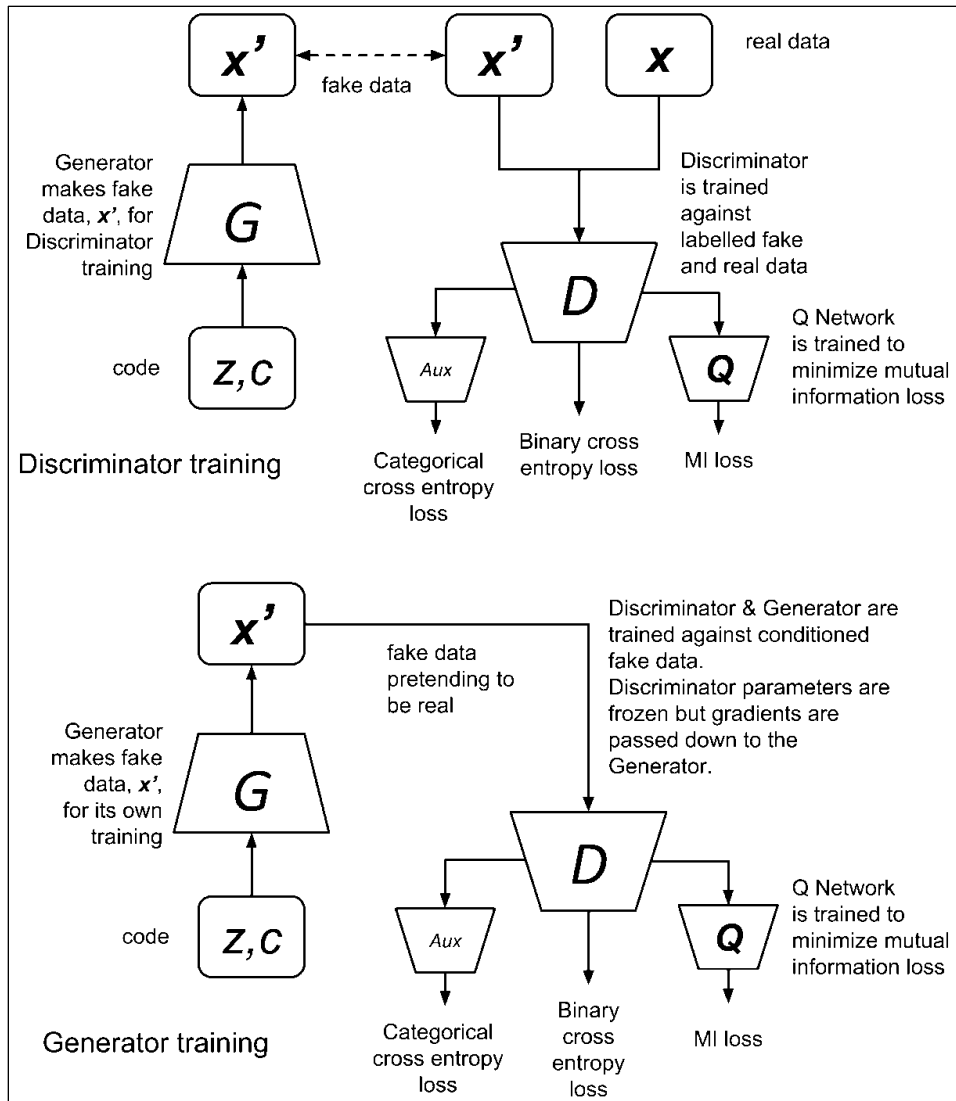 x’
x’
x
real data
fake data
Generator
makes fake
data, x’, for
Discriminator
training
G
Discriminator
is trained
against
labelled fake
and real data
D
code
z,c
Aux
Q
Q Network
is trained to
minimize mutual
information loss
Discriminator training
Categorical
cross entropy
loss
Binary cross
entropy loss
MI loss
x’
fake data
pretending to
be real
Discriminator & Generator are
trained against conditioned
fake data.
Discriminator parameters are
frozen but gradients are
passed down to the
Generator.
Generator
makes fake
data, x’,
for its own
training
G
D
code
z,c
Aux
Q
Q Network
is trained to
minimize mutual
information loss
Generator training
Categorical
cross entropy
loss
Binary
cross
entropy
loss
MI loss